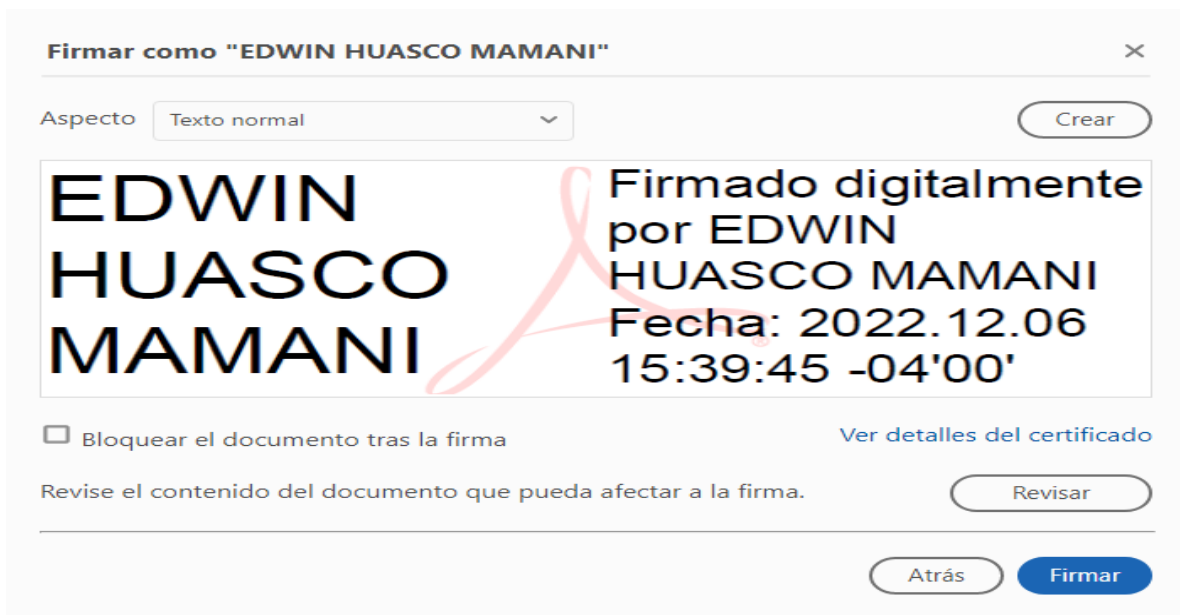 Firmar como "EDWIN HUASCO MAMANI"
Aspecto Texto normal Crear
EDWIN
HUASCO
MAMANI
Firmado digitalmente
por EDWIN
HUASCO MAMANI
Fecha: 2022.12.06
15:39:45 -04'00'
Bloquear el documento tras la firma
Ver detalles del certificado
Revise el contenido del documento que pueda afectar a la firma.
Revisar
Atrás Firmar